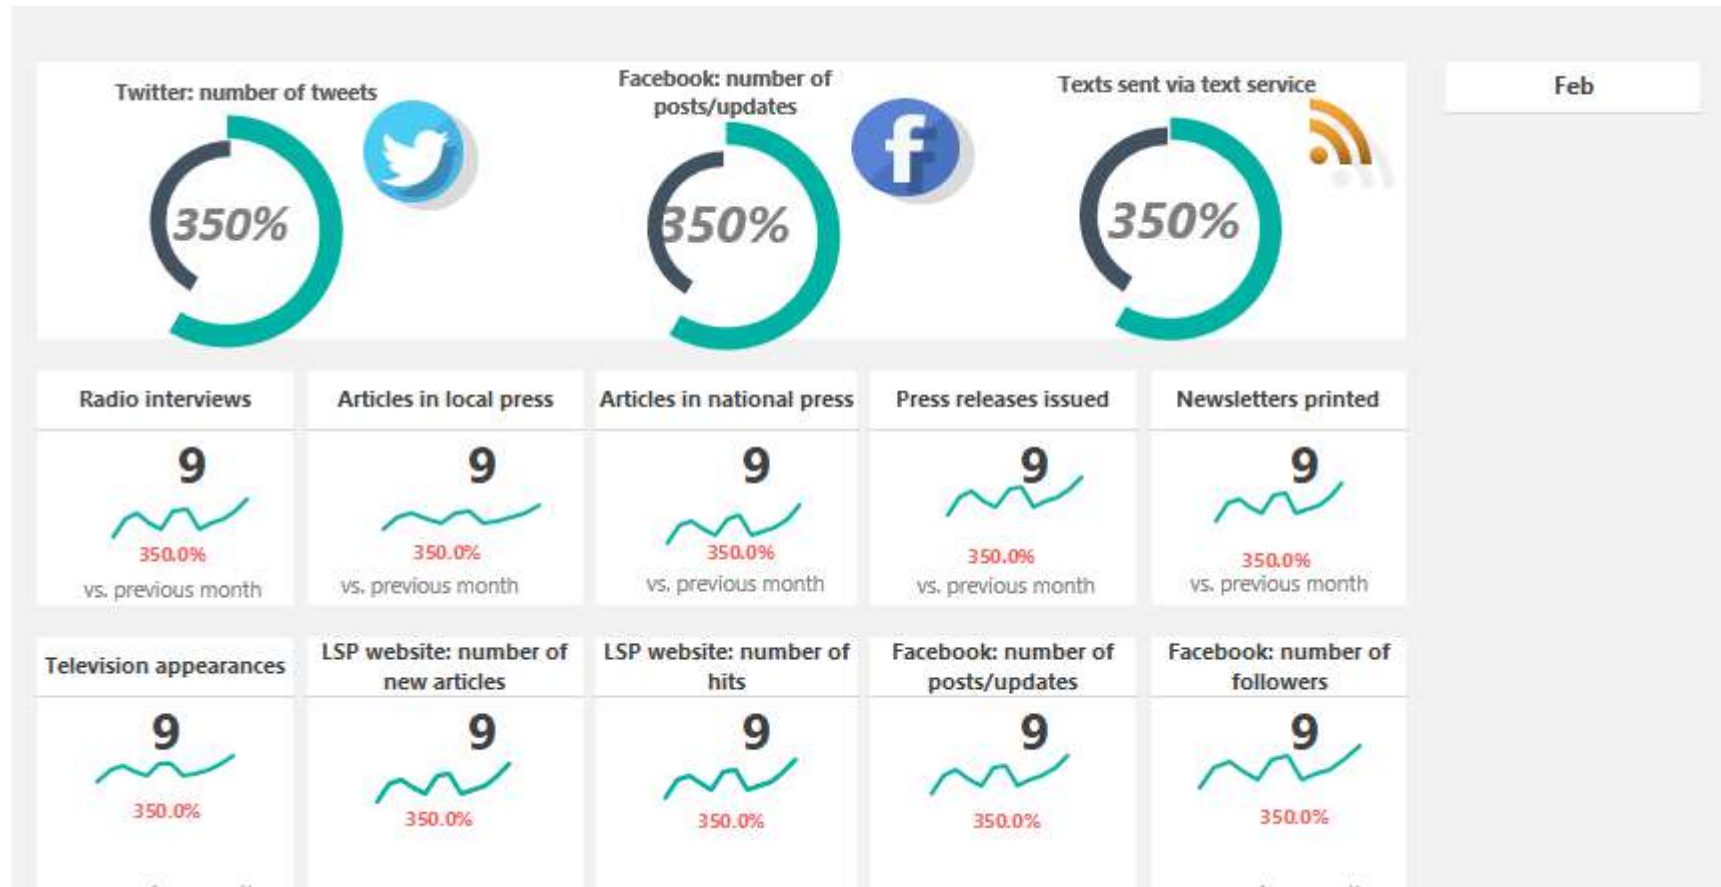 Twitter: number of tweets
Facebook: number of
posts/updates
Texts sent via text service
Feb
350%
350%
350%
Radio interviews
Articles in local press
Articles in national press
Press releases issued
Newsletters printed
9
9
9
9
9
350.0%
350.0%
350.0%
350.0%
350.0%
vs. previous month
vs. previous month
vs. previous month
vs. previous month
vs. previous month
Television appearances
LSP website: number of
new articles
LSP website: number of
hits
Facebook: number of
posts/updates
Facebook: number of
followers
9
9
9
9
9
350.0%
350.0%
350.0%
350.0%
350.0%